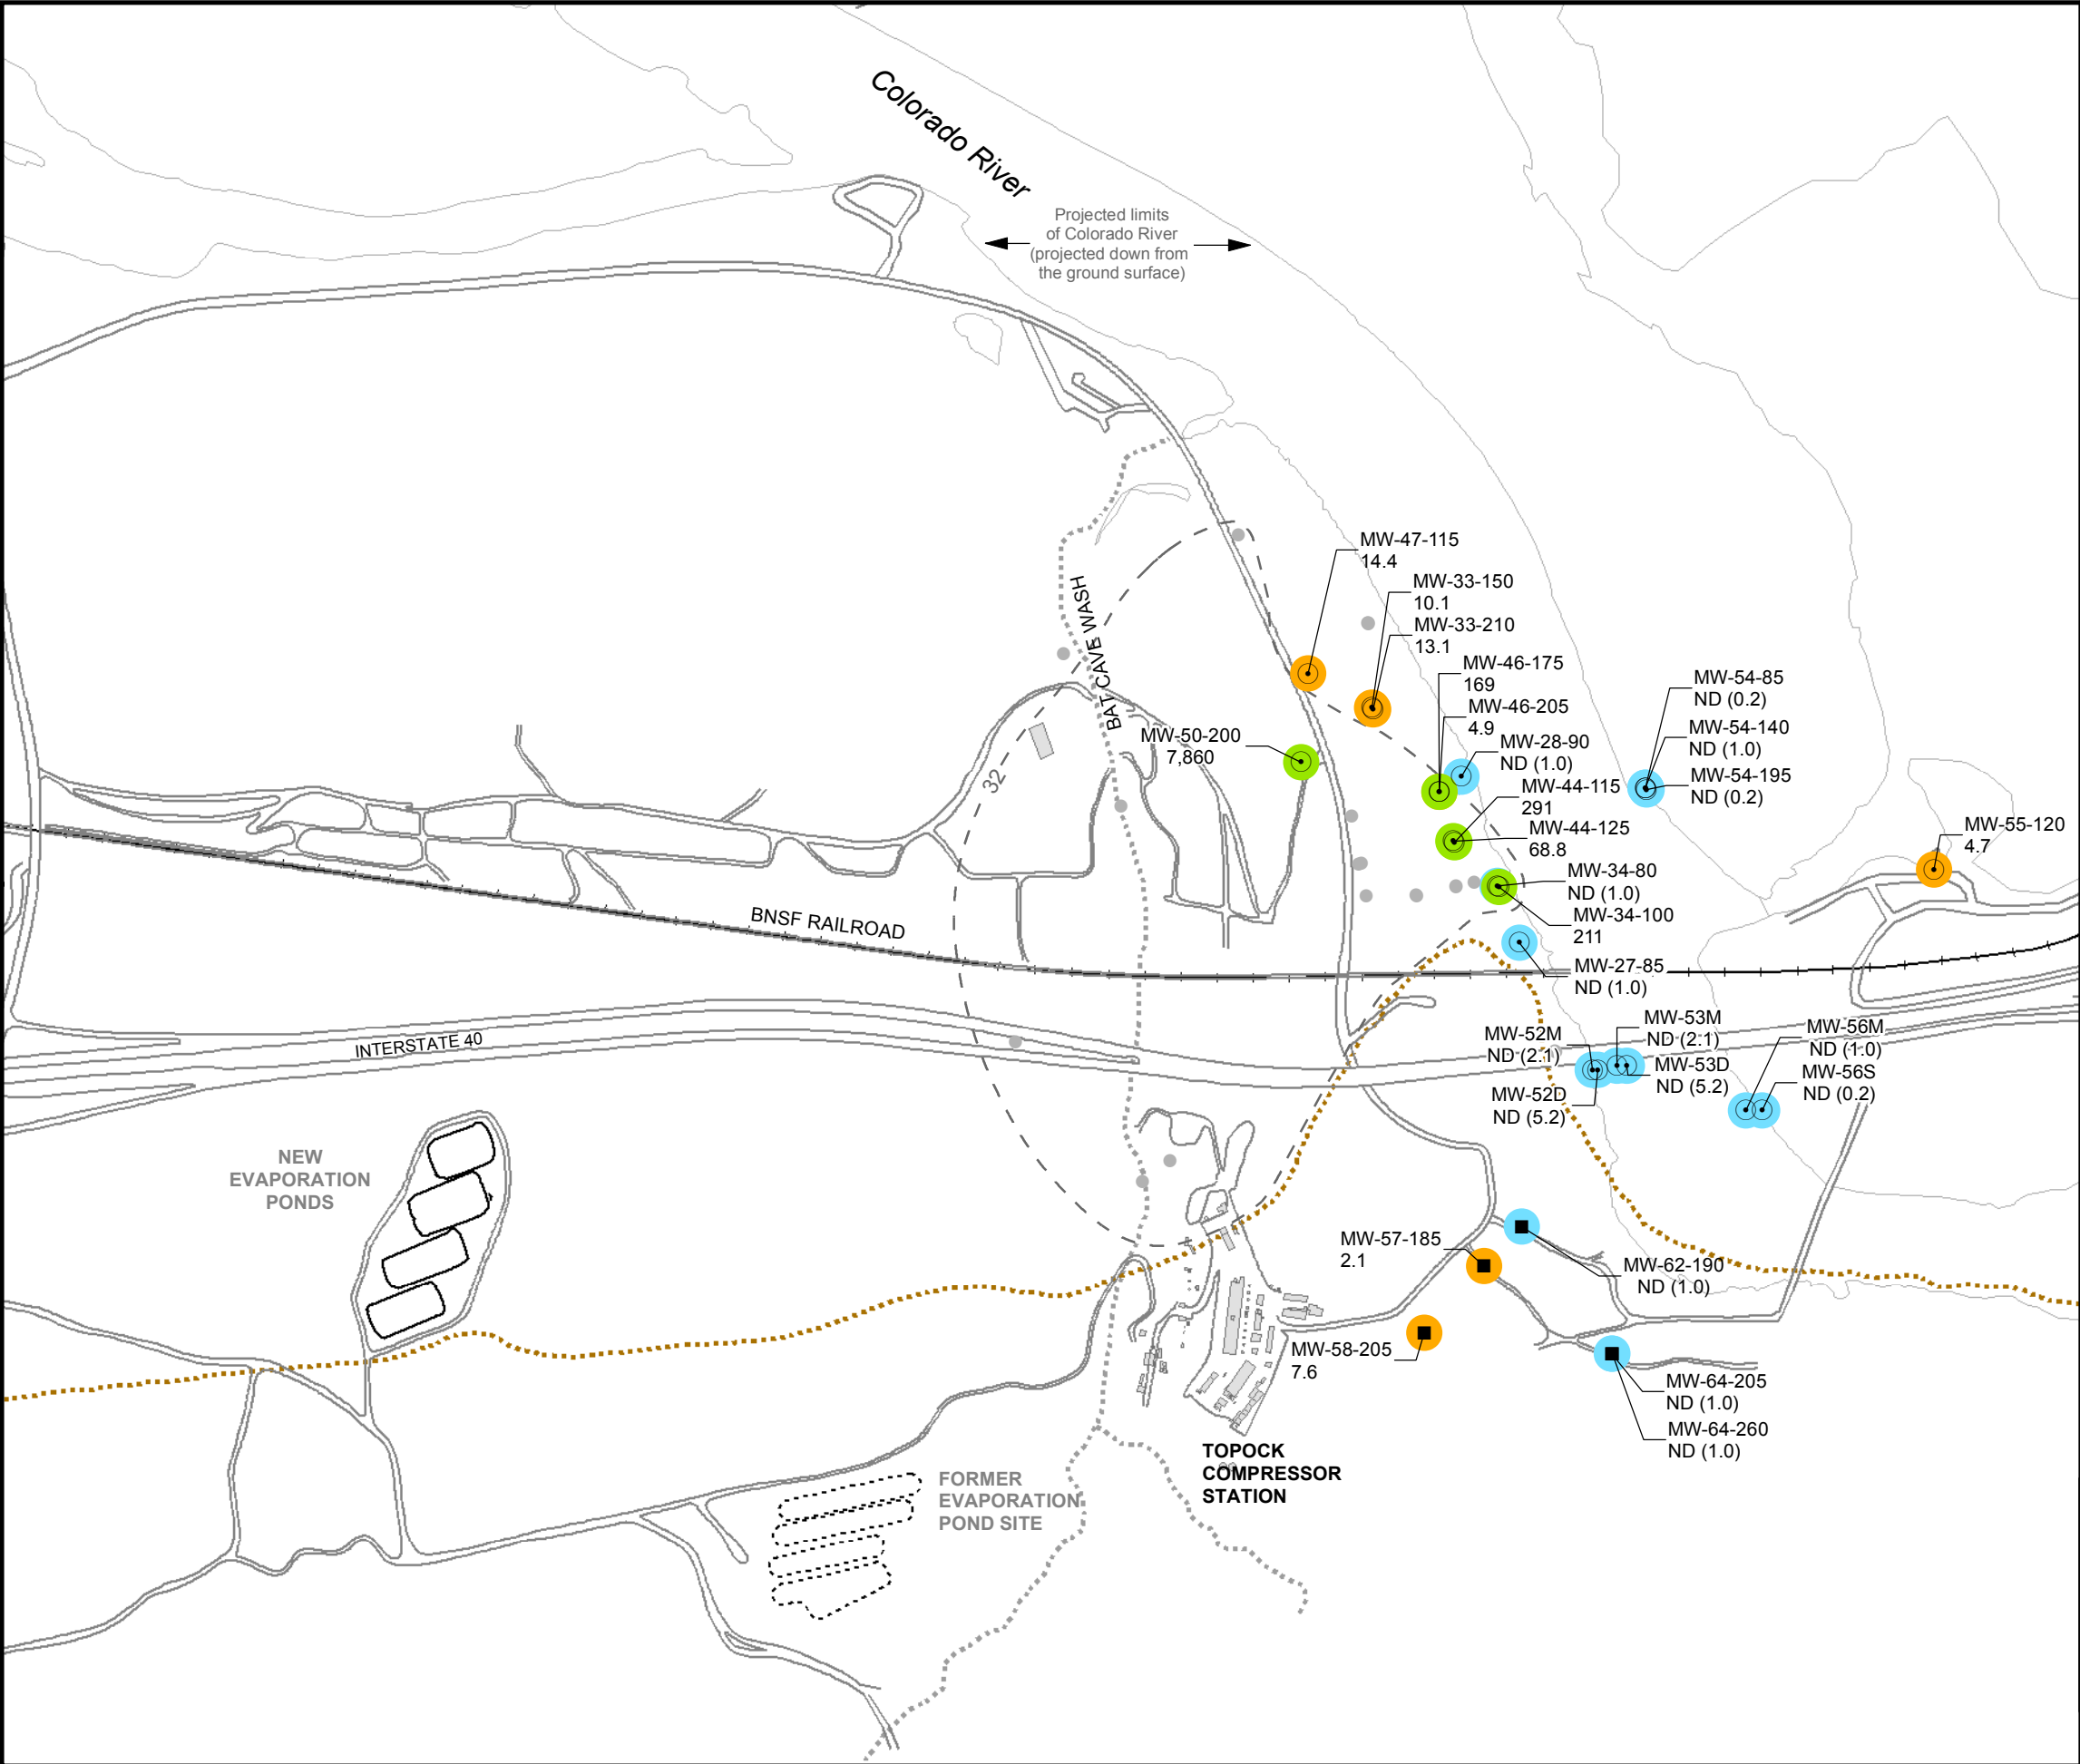 Colorado River
Projected limits
of Colorado River
(projected down from
the ground surface)
MW-47-115
14.4
MW-33-150
10.1
MW-33-210
13.1
MW-46-175
169
MW-46-205
4.9
MW-28-90
ND (1.0)
MW-44-115
291
MW-44-125
68.8
MW-34-80
ND (1.0)
MW-34-100
211
MW-27-85
ND (1.0)
MW-54-85
ND (0.2)
MW-54-140
ND (1.0)
MW-54-195
ND (0.2)
MW-55-120
4.7
MW-50-200
7,860
BAT CAVE WASH
32
BNSF RAILROAD
INTERSTATE 40
MW-52M
ND (2.1)
MW-52D
ND (5.2)
MW-53M
ND (2.1)
MW-53D
ND (5.2)
MW-56M
ND (1.0)
MW-56S
ND (0.2)
NEW
EVAPORATION
PONDS
MW-57-185
2.1
MW-62-190
ND (1.0)
MW-58-205
7.6
MW-64-205
ND (1.0)
MW-64-260
ND (1.0)
TOPOCK
COMPRESSOR
STATION
FORMER
EVAPORATION
POND SITE